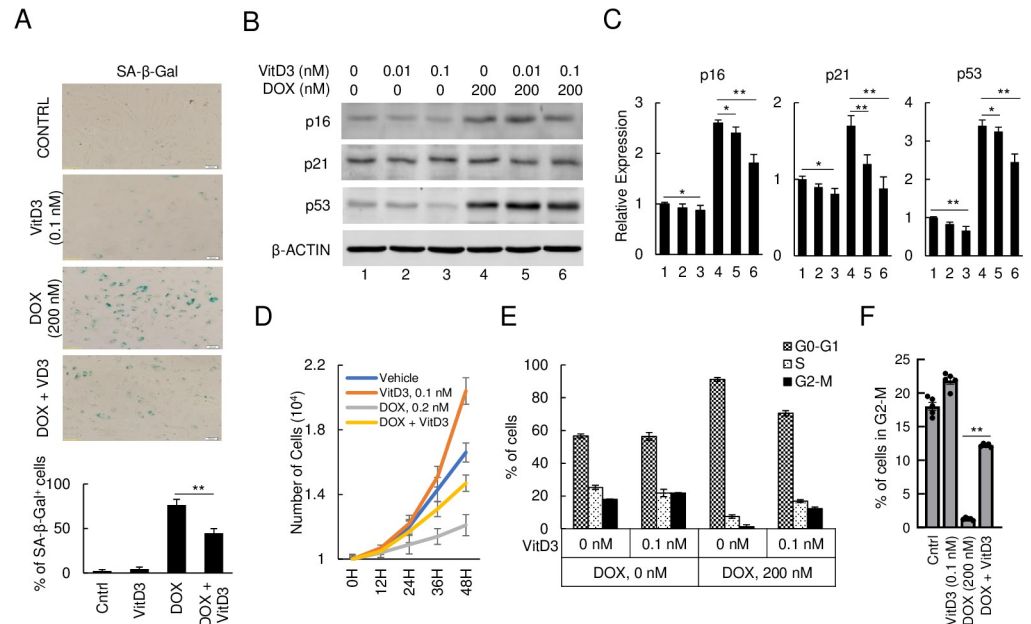 A
SA-β-Gal
CONTRL
VitD3
(0.1 nM)
DOX
(200 nM)
DOX + VD3
% of SA-β-Gal+ cells
100
50
0
Cntrl
VitD3
DOX
DOX +
VitD3
**
B
VitD3 (nM) 0 0.01 0.1 0 0.01 0.1
DOX (nM) 0 0 0 200 200 200
p16
p21
p53
β-ACTIN
1 2 3 4 5 6
C
p16 p21 p53
Relative Expression
3
2
1
0
* * **
1 2 3 4 5 6
2
1
0
* ** **
1 2 3 4 5 6
4
3
2
1
0
** * **
1 2 3 4 5 6
D
Number of Cells (10⁴)
2.2
1.8
1.4
1
Vehicle
VitD3, 0.1 nM
DOX, 0.2 nM
DOX + VitD3
0H 12H 24H 36H 48H
E
G0-G1
S
G2-M
% of cells
100
80
60
40
20
0
VitD3 0 nM 0.1 nM 0 nM 0.1 nM
DOX, 0 nM DOX, 200 nM
F
% of cells in G2-M
25
20
15
10
5
0
**
Cntrl
VitD3 (0.1 nM)
DOX (200 nM)
DOX + VitD3